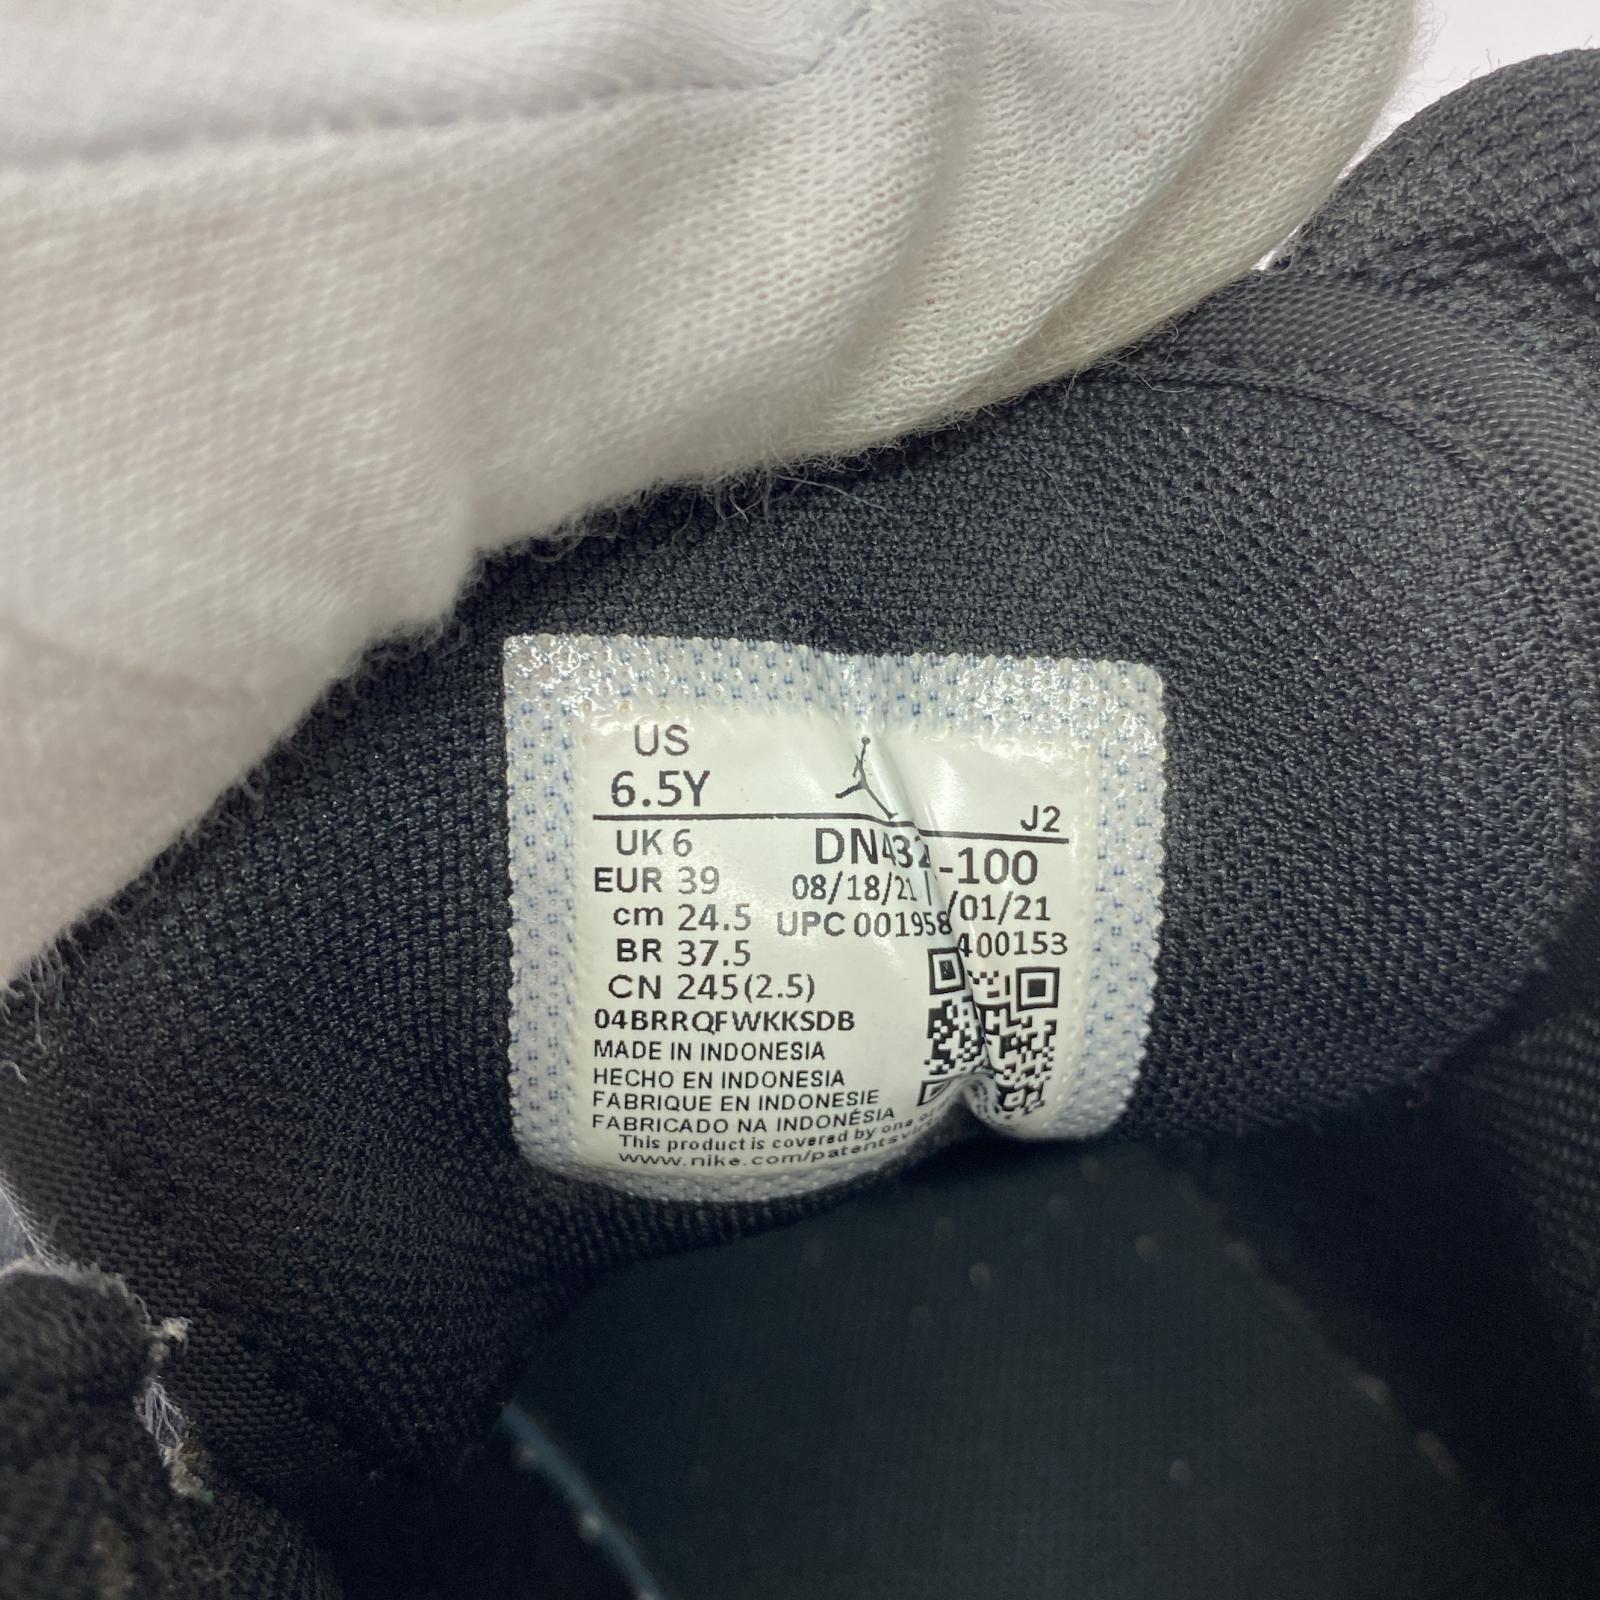 US
6.5Y
J2
UK 6
EUR 39
cm 24.5
BR 37.5
CN 245(2.5)
-100
08/18/21
/01/21
UPC 001958
400153
04BRRQFWKKSDB
MADE IN INDONESIA
HECHO EN INDONESIA
FABRIQUE EN INDONESIE
FABRICADO NA INDONÉSIA
This product is covered by one
www.nike.com/patents